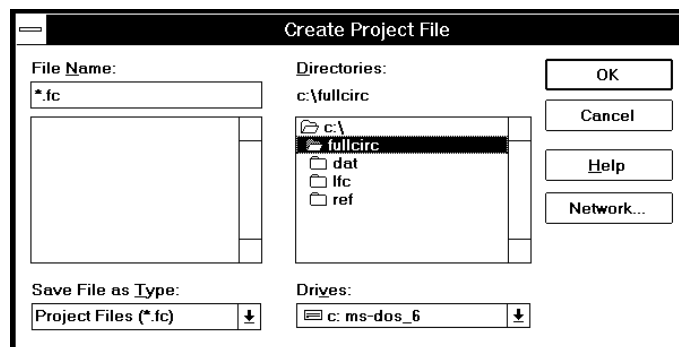 Create Project File
File Name:
*.fc
Directories:
c:\fullcirc
c:\
fullcirc
dat
lfc
ref
OK
Cancel
Help
Network...
Save File as Type:
Project Files (*.fc)
Drives:
c: ms-dos_6